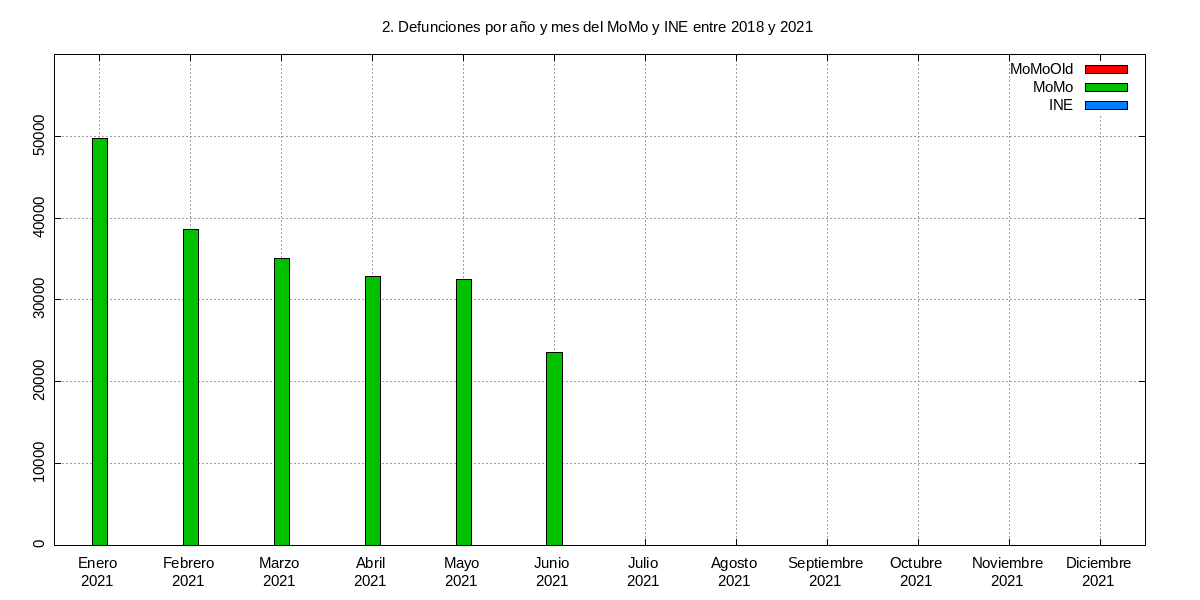 2. Defunciones por año y mes del MoMo y INE entre 2018 y 2021
MoMoOld
MoMo
INE
50000
40000
30000
20000
10000
0
Enero Febrero Marzo Abril Mayo Junio Julio Agosto Septiembre Octubre Noviembre Diciembre
2021 2021 2021 2021 2021 2021 2021 2021 2021 2021 2021 2021